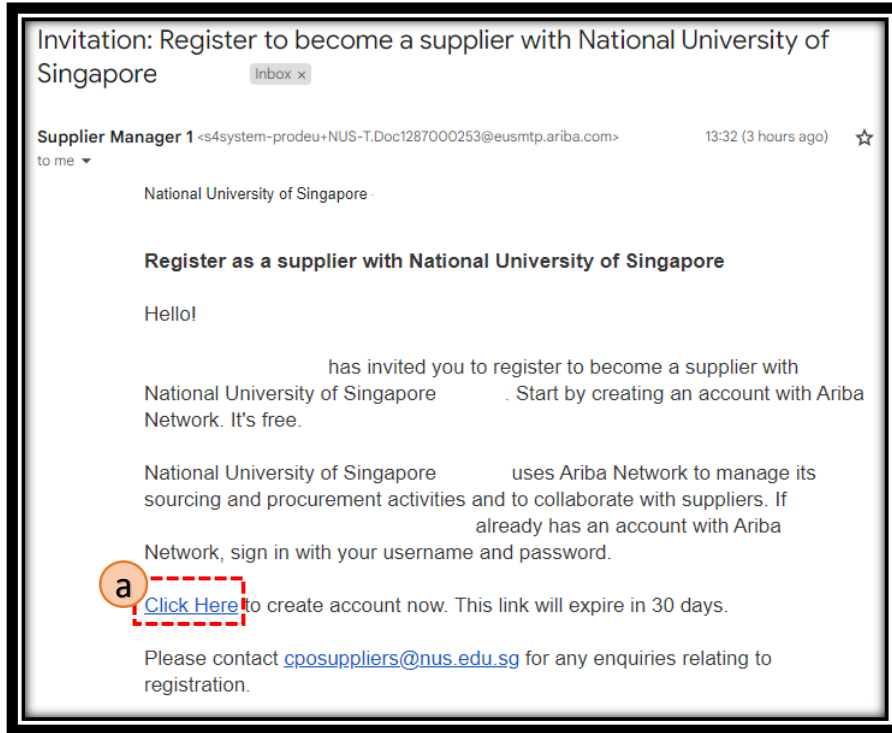 Invitation: Register to become a supplier with National University of
Singapore Inbox x
Supplier Manager 1 <s4system-prodeu+NUS-T.Doc1287000253@eusmtp.ariba.com> 13:32 (3 hours ago)
to me
National University of Singapore
Register as a supplier with National University of Singapore
Hello!
has invited you to register to become a supplier with
National University of Singapore . Start by creating an account with Ariba
Network. It's free.
National University of Singapore uses Ariba Network to manage its
sourcing and procurement activities and to collaborate with suppliers. If
already has an account with Ariba
Network, sign in with your username and password.
a
Click Here to create account now. This link will expire in 30 days.
Please contact cposuppliers@nus.edu.sg for any enquiries relating to
registration.